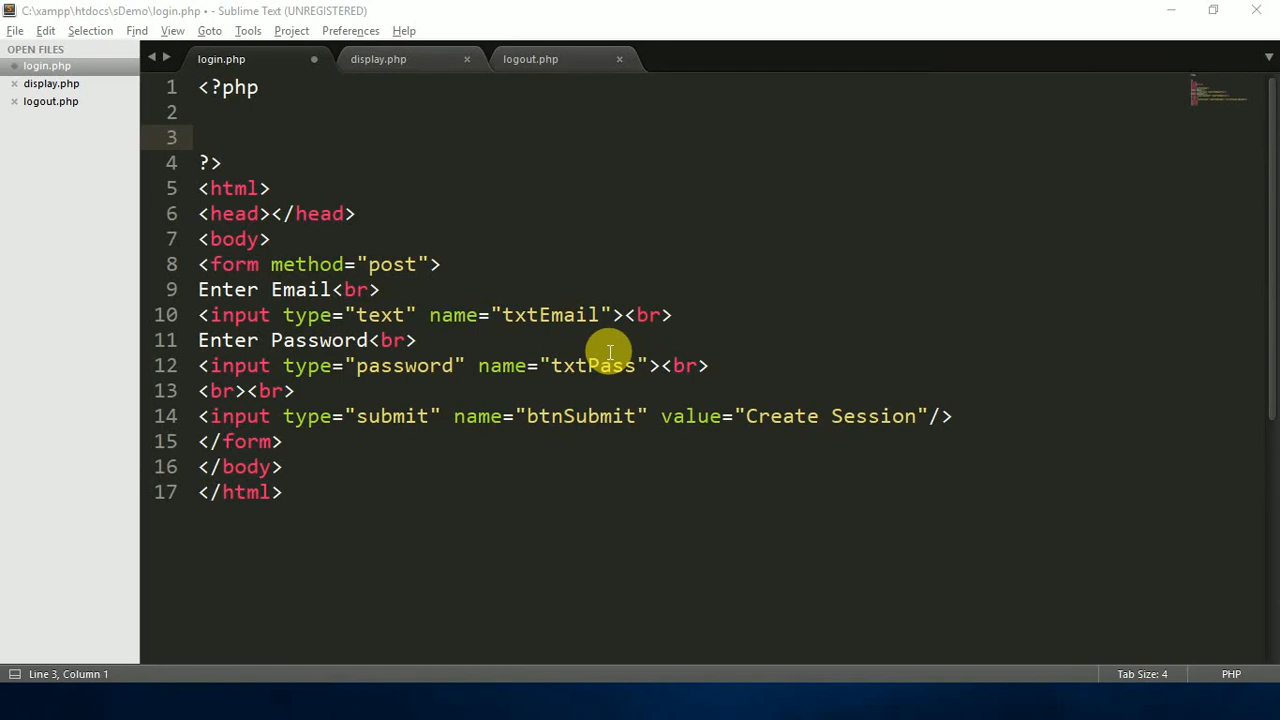 C:\xampp\htdocs\sDemo\login.php • - Sublime Text (UNREGISTERED)
File Edit Selection Find View Goto Tools Project Preferences Help
OPEN FILES
login.php
display.php
logout.php
login.php display.php logout.php
1 <?php
2
3
4 ?>
5 <html>
6 <head></head>
7 <body>
8 <form method="post">
9 Enter Email<br>
10 <input type="text" name="txtEmail"><br>
11 Enter Password<br>
12 <input type="password" name="txtPass"><br>
13 <br><br>
14 <input type="submit" name="btnSubmit" value="Create Session"/>
15 </form>
16 </body>
17 </html>
Line 3, Column 1 Tab Size: 4 PHP